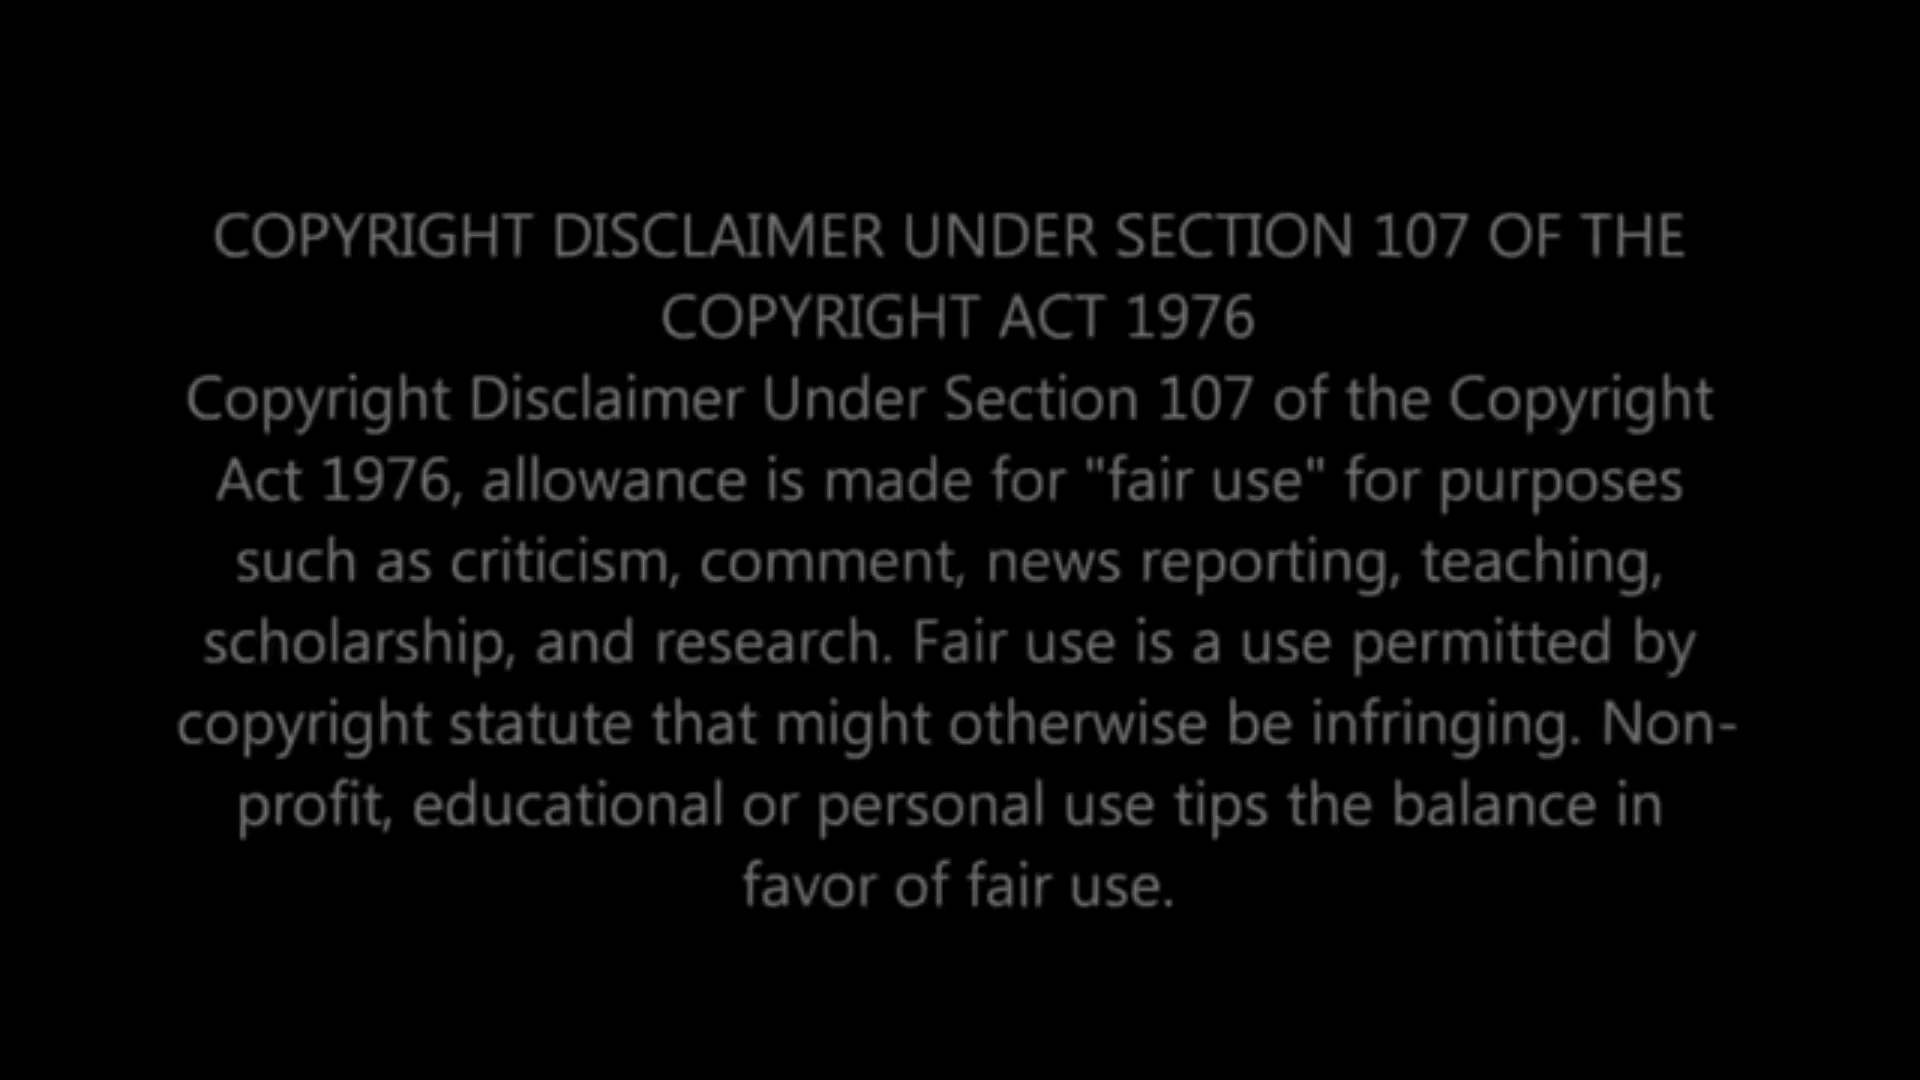 COPYRIGHT DISCLAIMER UNDER SECTION 107 OF THE
COPYRIGHT ACT 1976
Copyright Disclaimer Under Section 107 of the Copyright
Act 1976, allowance is made for "fair use" for purposes
such as criticism, comment, news reporting, teaching,
scholarship, and research. Fair use is a use permitted by
copyright statute that might otherwise be infringing. Non-
profit, educational or personal use tips the balance in
favor of fair use.